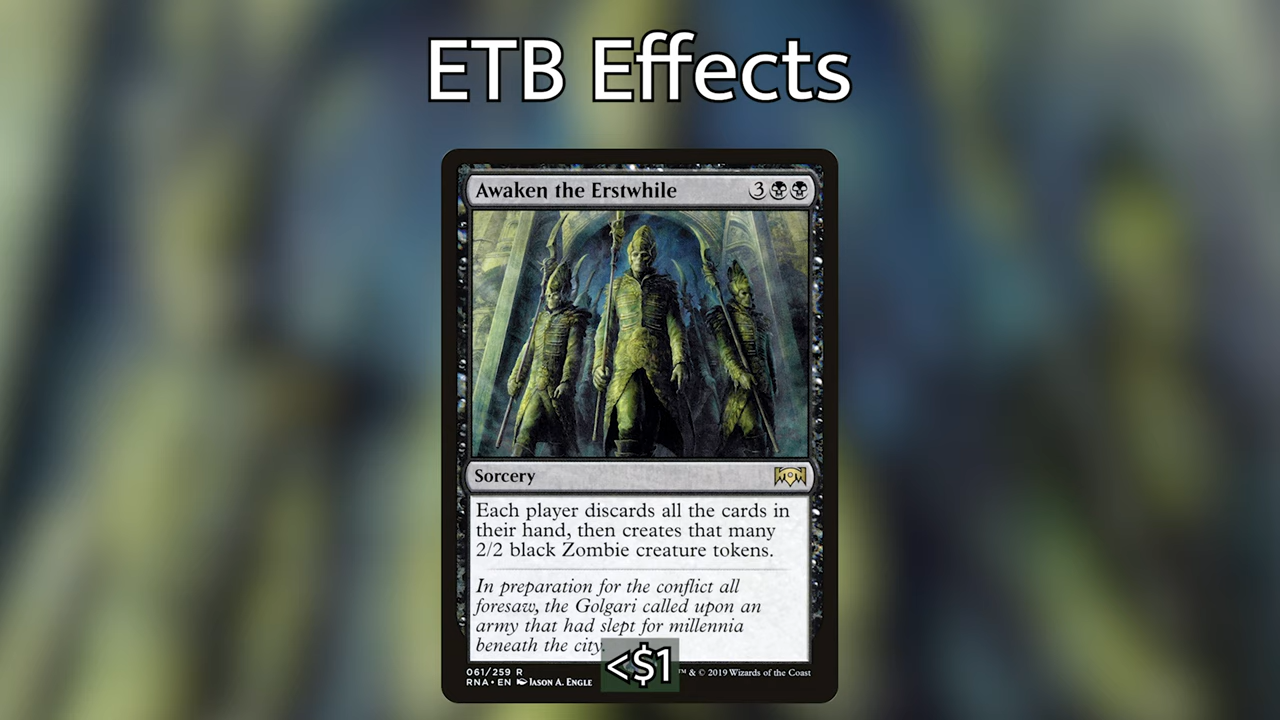 ETB Effects
Awaken the Erstwhile 3
Sorcery
Each player discards all the cards in
their hand, then creates that many
2/2 black Zombie creature tokens.
In preparation for the conflict all
foresaw, the Golgari called upon an
army that had slept for millennia
beneath the city.
<$1
061/259 R
RNA • EN Jason A. Engle
™ & © 2019 Wizards of the Coast